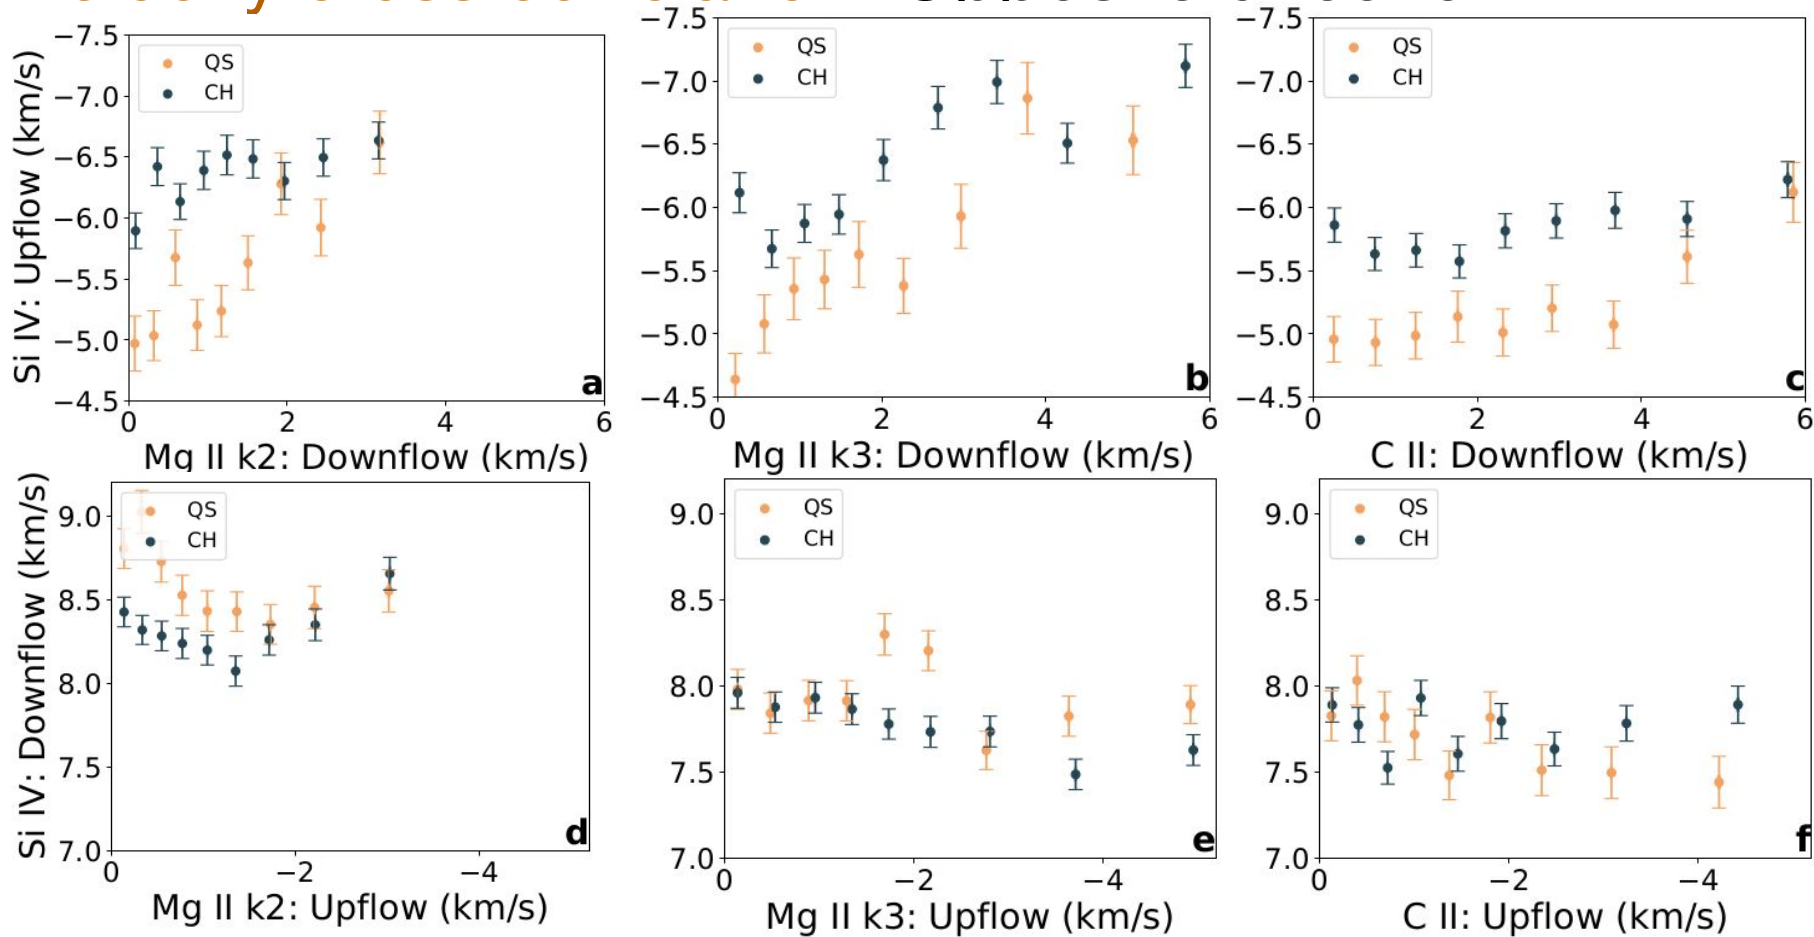 −7.5
−7.0
−6.5
−6.0
−5.5
−5.0
−4.5
QS
CH
a
0 2 4 6
Si IV: Upflow (km/s)
Mg II k2: Downflow (km/s)
−7.5
−7.0
−6.5
−6.0
−5.5
−5.0
−4.5
QS
CH
b
0 2 4 6
Mg II k3: Downflow (km/s)
−7.5
−7.0
−6.5
−6.0
−5.5
−5.0
−4.5
QS
CH
c
0 2 4 6
C II: Downflow (km/s)
9.0
8.5
8.0
7.5
7.0
QS
CH
d
0 −2 −4
Si IV: Downflow (km/s)
Mg II k2: Upflow (km/s)
9.0
8.5
8.0
7.5
7.0
QS
CH
e
0 −2 −4
Mg II k3: Upflow (km/s)
9.0
8.5
8.0
7.5
7.0
QS
CH
f
0 −2 −4
C II: Upflow (km/s)